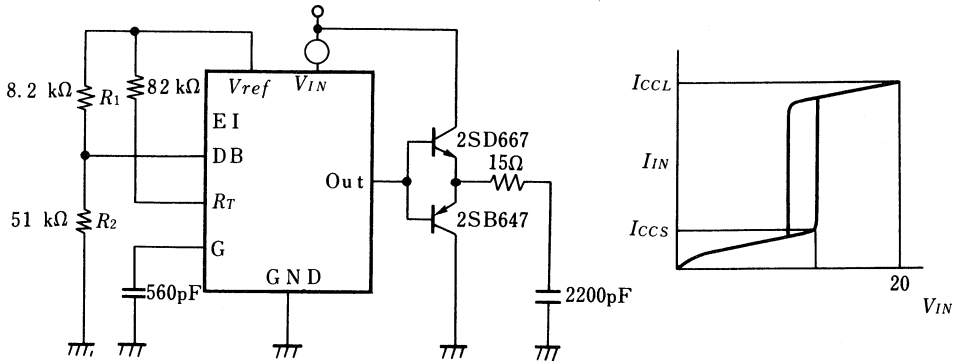 8.2 kΩ
R1
82 kΩ
Vref
VIN
EI
DB
RT
51 kΩ
R2
G
560pF
GND
Out
2SD667
15Ω
2SB647
2200pF
ICCL
IIN
ICCS
20
VIN